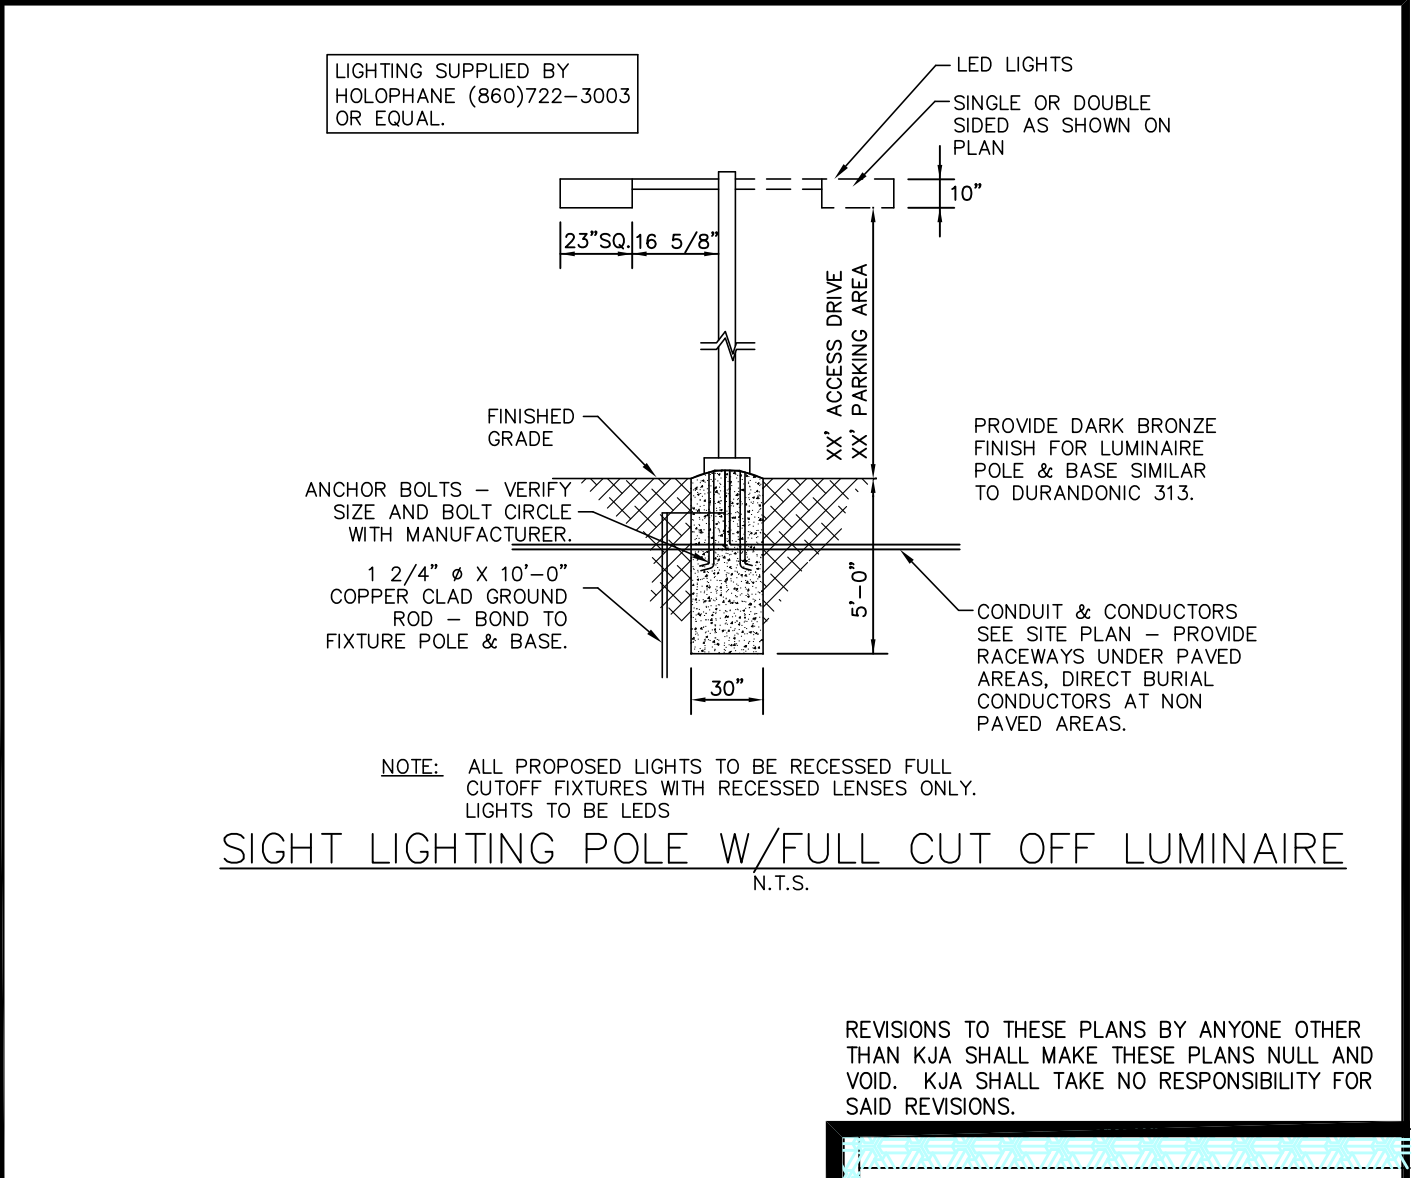 LIGHTING SUPPLIED BY
HOLOPHANE (860)722-3003
OR EQUAL.
LED LIGHTS
SINGLE OR DOUBLE
SIDED AS SHOWN ON
PLAN
10"
23"SQ.
16 5/8"
XX' ACCESS DRIVE
XX' PARKING AREA
FINISHED
GRADE
PROVIDE DARK BRONZE
FINISH FOR LUMINAIRE
POLE & BASE SIMILAR
TO DURANDONIC 313.
ANCHOR BOLTS - VERIFY
SIZE AND BOLT CIRCLE
WITH MANUFACTURER.
1 2/4" ø X 10'-0"
COPPER CLAD GROUND
ROD - BOND TO
FIXTURE POLE & BASE.
5'-0"
CONDUIT & CONDUCTORS
SEE SITE PLAN - PROVIDE
RACEWAYS UNDER PAVED
AREAS, DIRECT BURIAL
CONDUCTORS AT NON
PAVED AREAS.
30"
NOTE: ALL PROPOSED LIGHTS TO BE RECESSED FULL
CUTOFF FIXTURES WITH RECESSED LENSES ONLY.
LIGHTS TO BE LEDS
SIGHT LIGHTING POLE W/FULL CUT OFF LUMINAIRE
N.T.S.
REVISIONS TO THESE PLANS BY ANYONE OTHER
THAN KJA SHALL MAKE THESE PLANS NULL AND
VOID. KJA SHALL TAKE NO RESPONSIBILITY FOR
SAID REVISIONS.